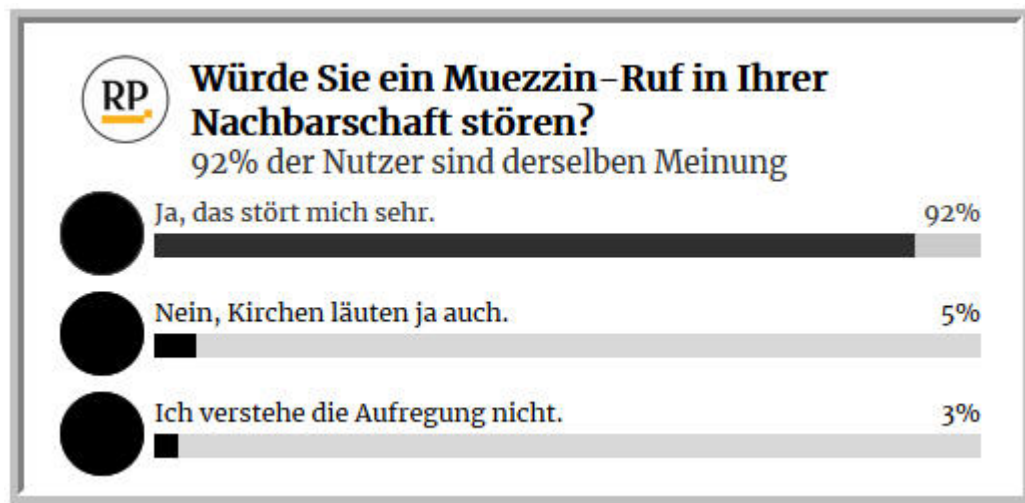 RP
Würde Sie ein Muezzin-Ruf in Ihrer
Nachbarschaft stören?
92% der Nutzer sind derselben Meinung
Ja, das stört mich sehr. 92%
Nein, Kirchen läuten ja auch. 5%
Ich verstehe die Aufregung nicht. 3%